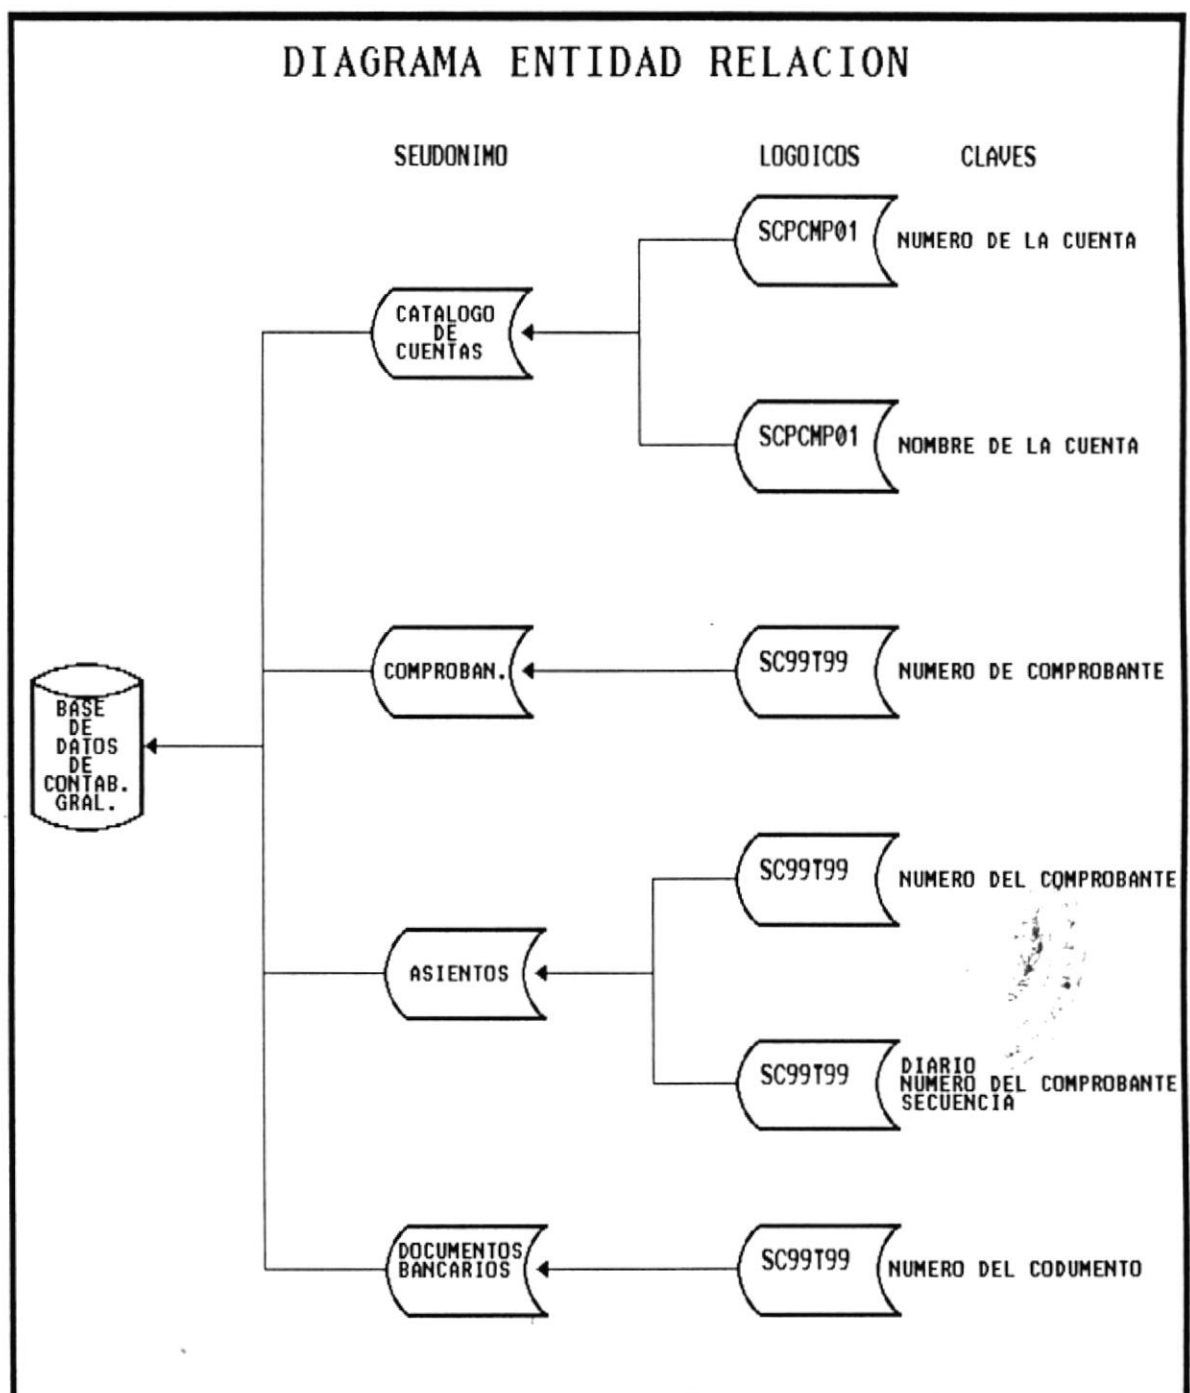 DIAGRAMA ENTIDAD RELACION
SEUDONIMO
LOGOICOS
CLAVES
SCPCMP01
NUMERO DE LA CUENTA
CATALOGO
DE
CUENTAS
SCPCMP01
NOMBRE DE LA CUENTA
COMPROBAN.
SC99T99
NUMERO DE COMPROBANTE
BASE
DE
DATOS
DE
CONTAB.
GRAL.
SC99T99
NUMERO DEL COMPROBANTE
ASIENTOS
SC99T99
DIARIO
NUMERO DEL COMPROBANTE
SECUENCIA
DOCUMENTOS
BANCARIOS
SC99T99
NUMERO DEL CODUMENTO